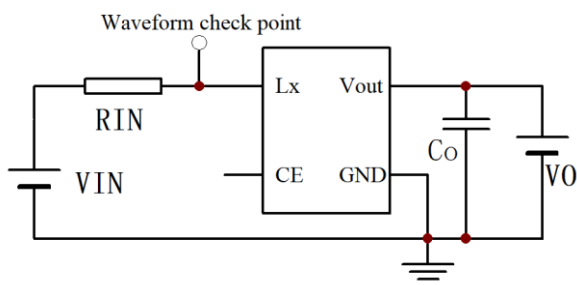 Waveform check point
Lx
Vout
RIN
Co
VIN
CE
GND
VO